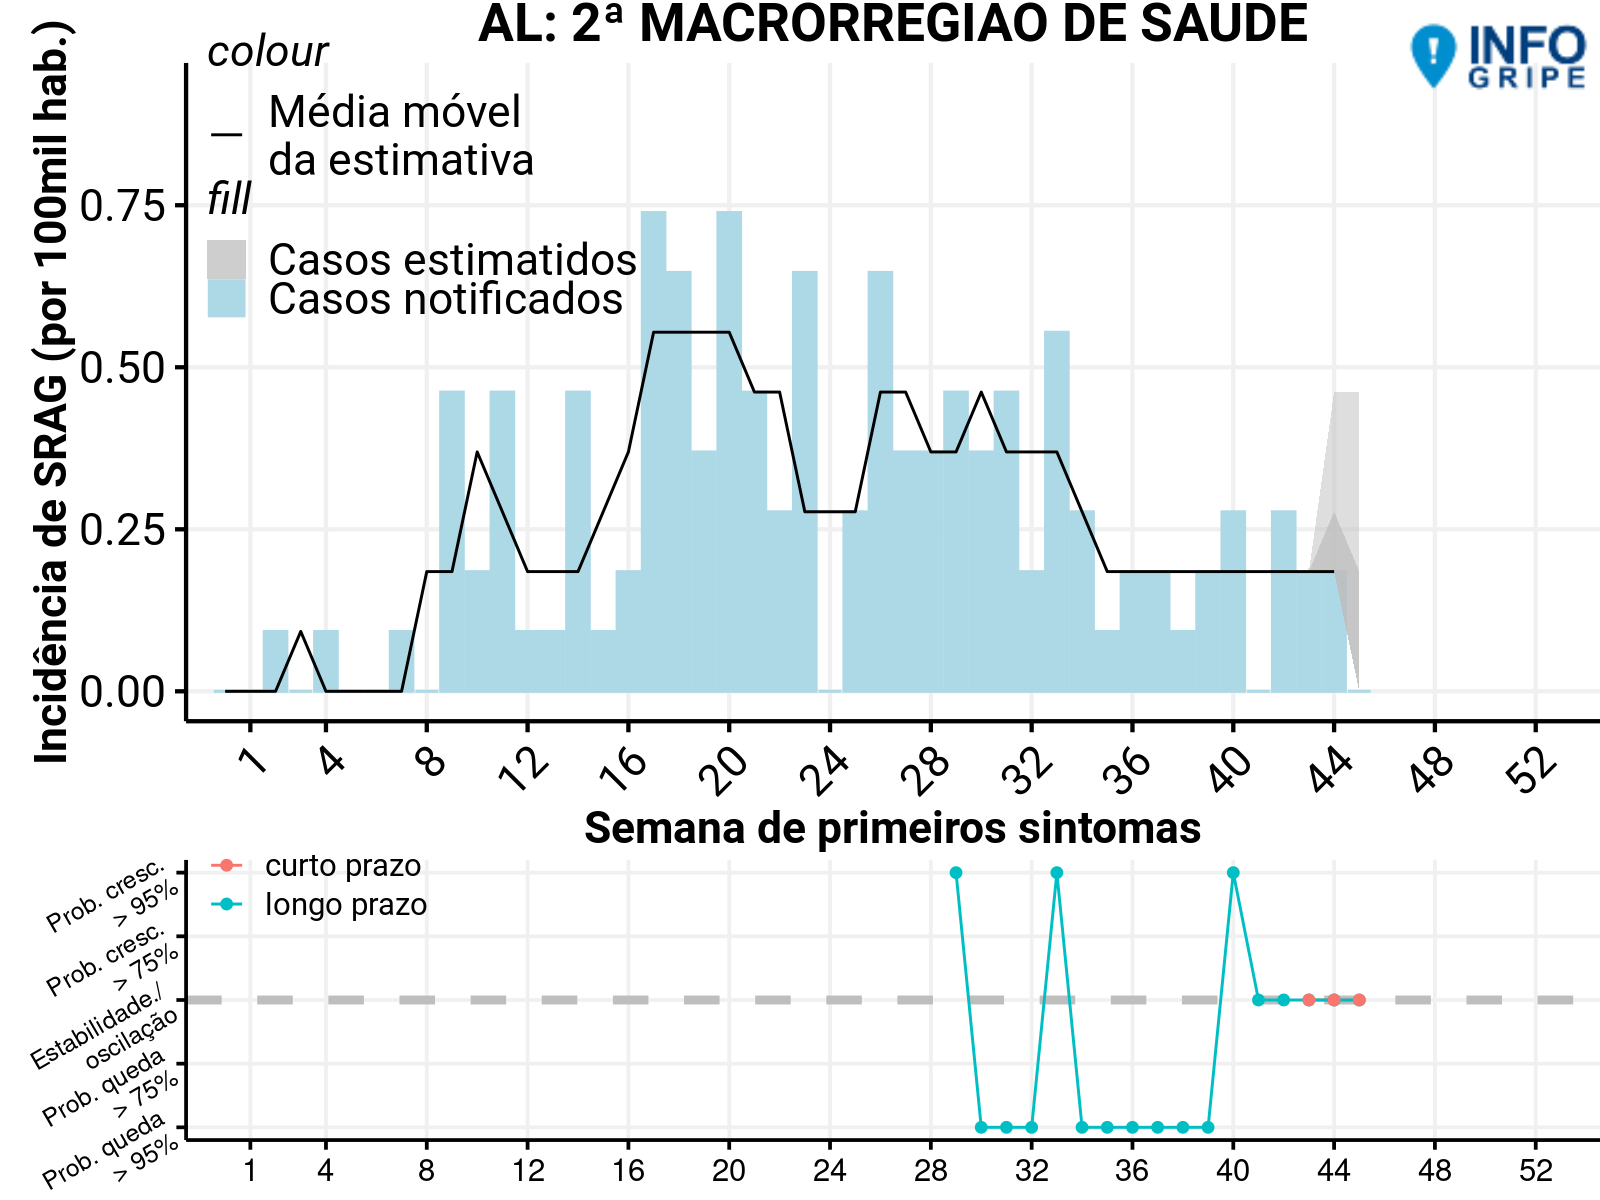 AL: 2ª MACRORREGIAO DE SAUDE
INFO
GRIPE
Incidência de SRAG (por 100mil hab.)
colour
Média móvel
da estimativa
fill
Casos estimatidos
Casos notificados
0.75
0.50
0.25
0.00
1 4 8 12 16 20 24 28 32 36 40 44 48 52
Semana de primeiros sintomas
curto prazo
longo prazo
Prob. cresc.
> 95%
Prob. cresc.
> 75%
Estabilidade./
oscilação
Prob. queda
> 75%
Prob. queda
> 95%
1 4 8 12 16 20 24 28 32 36 40 44 48 52